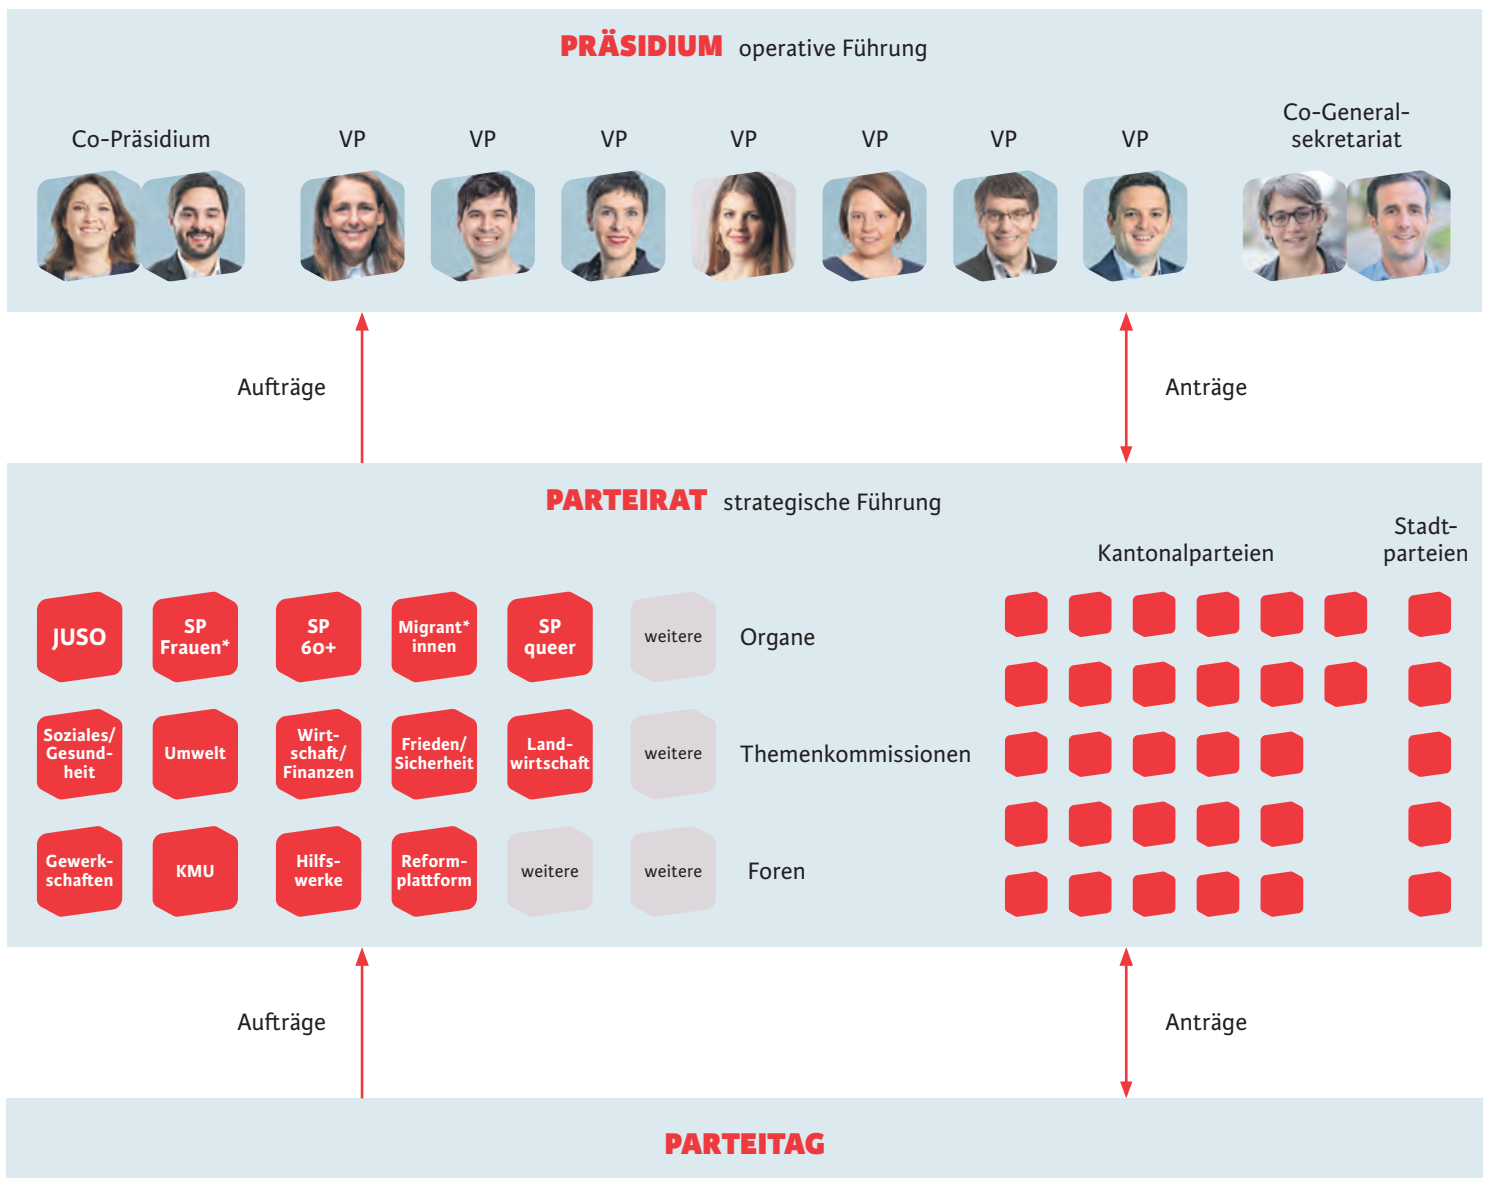 PRÄSIDIUM operative Führung
Co-Präsidium
VP
VP
VP
VP
VP
VP
VP
Co-General-
sekretariat
Aufträge
Anträge
PARTEIRAT strategische Führung
Kantonalparteien
Stadt-
parteien
JUSO
SP
Frauen*
SP
60+
Migrant*
innen
SP
queer
weitere
Organe
Soziales/
Gesund-
heit
Umwelt
Wirt-
schaft/
Finanzen
Frieden/
Sicherheit
Land-
wirtschaft
weitere
Themenkommissionen
Gewerk-
schaften
KMU
Hilfs-
werke
Reform-
plattform
weitere
weitere
Foren
Aufträge
Anträge
PARTEITAG